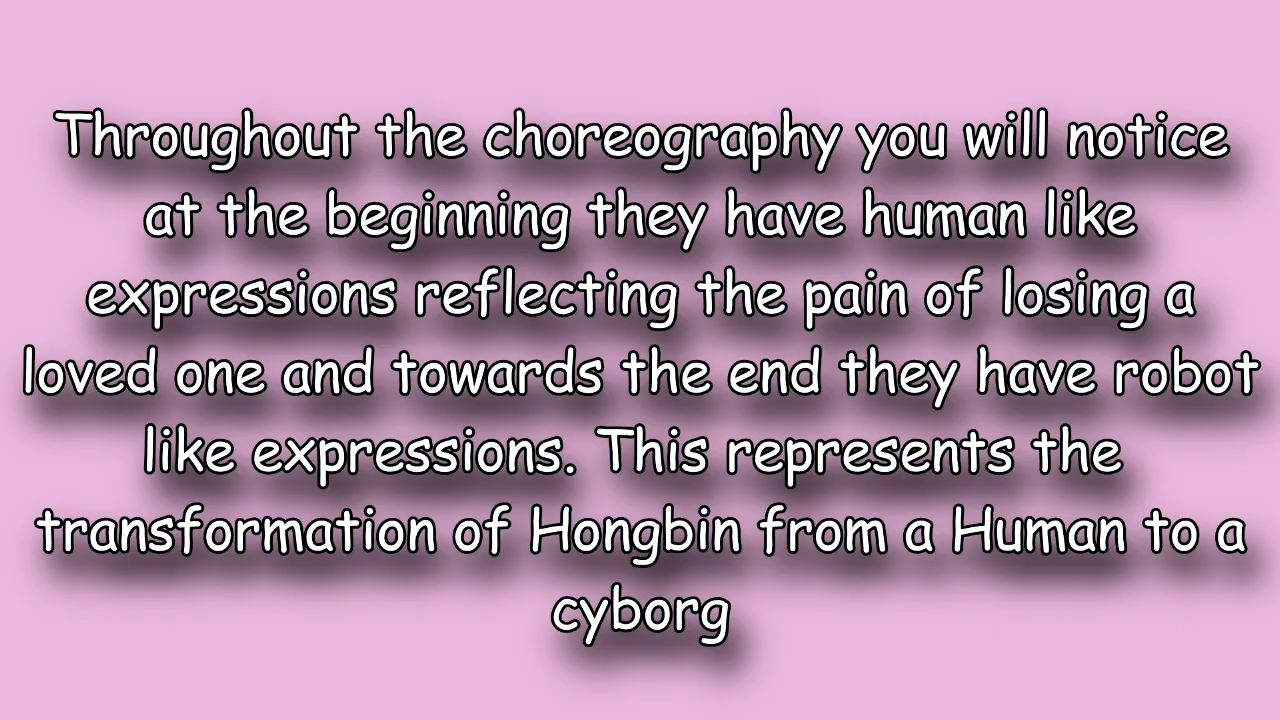 Throughout the choreography you will notice
at the beginning they have human like
expressions reflecting the pain of losing a
loved one and towards the end they have robot
like expressions. This represents the
transformation of Hongbin from a Human to a
cyborg